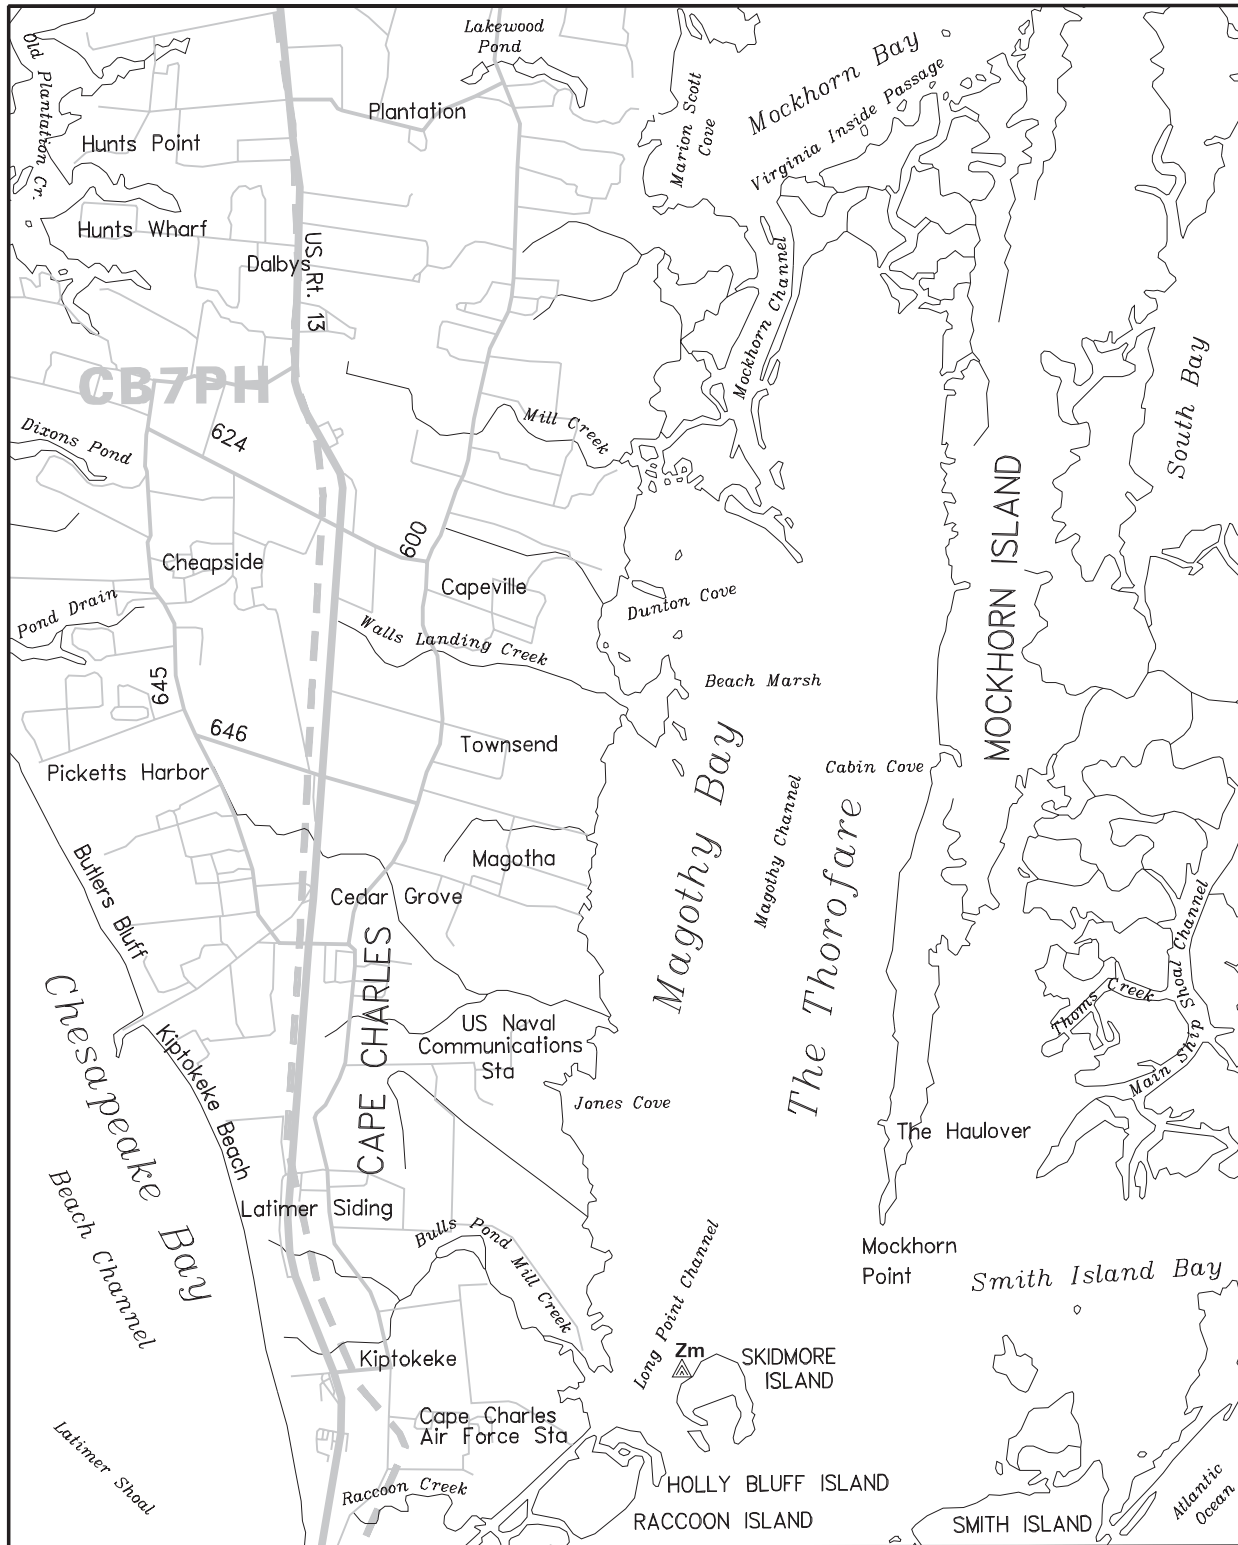 Lakewood
Pond
Old Plantation Cr.
Plantation
Hunts Point
Marion Scott
Cove
Mockhorn Bay
Virginia Inside Passage
Hunts Wharf
Dalbys
US Rt. 13
Mockhorn Channel
South Bay
CB7PH
624
Dixons Pond
Mill Creek
MOCKHORN ISLAND
600
Cheapside
Capeville
Dunton Cove
Pond Drain
Walls Landing Creek
645
Beach Marsh
646
Townsend
Picketts Harbor
Magothy Bay
Cabin Cove
Magothy Channel
The Thorofare
Butlers Bluff
Magotha
Cedar Grove
CAPE CHARLES
Chesapeake Bay
Thoms Creek
Main Ship Shoal Channel
US Naval
Communications
Sta
Kiptokeke Beach
Jones Cove
The Haulover
Beach Channel
Latimer Siding
Bulls Pond Mill Creek
Long Point Channel
Mockhorn
Point
Smith Island Bay
Zm
SKIDMORE
ISLAND
Kiptokeke
Cape Charles
Air Force Sta
Latimer Shoal
Raccoon Creek
HOLLY BLUFF ISLAND
RACCOON ISLAND
SMITH ISLAND
Atlantic
Ocean